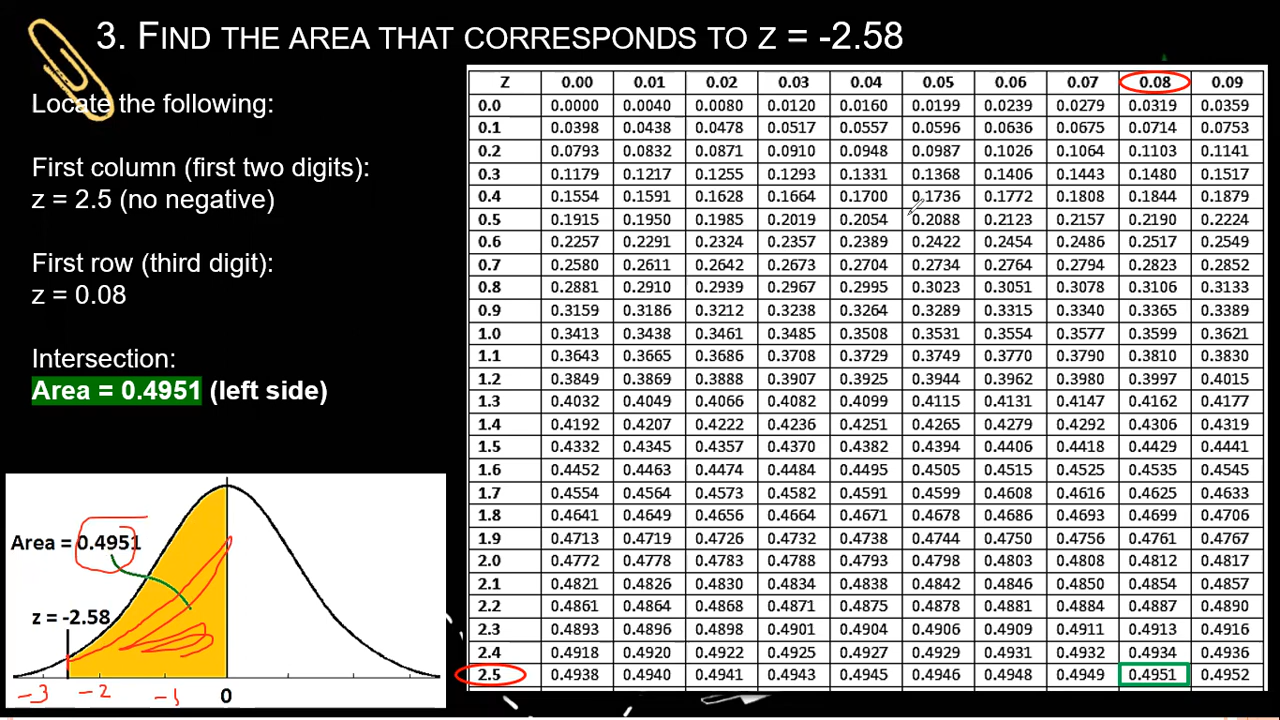 3. FIND THE AREA THAT CORRESPONDS TO Z = -2.58
Locate the following:
First column (first two digits):
z = 2.5 (no negative)
First row (third digit):
z = 0.08
Intersection:
Area = 0.4951 (left side)
Z 0.00 0.01 0.02 0.03 0.04 0.05 0.06 0.07 0.08 0.09
0.0 0.0000 0.0040 0.0080 0.0120 0.0160 0.0199 0.0239 0.0279 0.0319 0.0359
0.1 0.0398 0.0438 0.0478 0.0517 0.0557 0.0596 0.0636 0.0675 0.0714 0.0753
0.2 0.0793 0.0832 0.0871 0.0910 0.0948 0.0987 0.1026 0.1064 0.1103 0.1141
0.3 0.1179 0.1217 0.1255 0.1293 0.1331 0.1368 0.1406 0.1443 0.1480 0.1517
0.4 0.1554 0.1591 0.1628 0.1664 0.1700 0.1736 0.1772 0.1808 0.1844 0.1879
0.5 0.1915 0.1950 0.1985 0.2019 0.2054 0.2088 0.2123 0.2157 0.2190 0.2224
0.6 0.2257 0.2291 0.2324 0.2357 0.2389 0.2422 0.2454 0.2486 0.2517 0.2549
0.7 0.2580 0.2611 0.2642 0.2673 0.2704 0.2734 0.2764 0.2794 0.2823 0.2852
0.8 0.2881 0.2910 0.2939 0.2967 0.2995 0.3023 0.3051 0.3078 0.3106 0.3133
0.9 0.3159 0.3186 0.3212 0.3238 0.3264 0.3289 0.3315 0.3340 0.3365 0.3389
1.0 0.3413 0.3438 0.3461 0.3485 0.3508 0.3531 0.3554 0.3577 0.3599 0.3621
1.1 0.3643 0.3665 0.3686 0.3708 0.3729 0.3749 0.3770 0.3790 0.3810 0.3830
1.2 0.3849 0.3869 0.3888 0.3907 0.3925 0.3944 0.3962 0.3980 0.3997 0.4015
1.3 0.4032 0.4049 0.4066 0.4082 0.4099 0.4115 0.4131 0.4147 0.4162 0.4177
1.4 0.4192 0.4207 0.4222 0.4236 0.4251 0.4265 0.4279 0.4292 0.4306 0.4319
1.5 0.4332 0.4345 0.4357 0.4370 0.4382 0.4394 0.4406 0.4418 0.4429 0.4441
1.6 0.4452 0.4463 0.4474 0.4484 0.4495 0.4505 0.4515 0.4525 0.4535 0.4545
1.7 0.4554 0.4564 0.4573 0.4582 0.4591 0.4599 0.4608 0.4616 0.4625 0.4633
1.8 0.4641 0.4649 0.4656 0.4664 0.4671 0.4678 0.4686 0.4693 0.4699 0.4706
1.9 0.4713 0.4719 0.4726 0.4732 0.4738 0.4744 0.4750 0.4756 0.4761 0.4767
2.0 0.4772 0.4778 0.4783 0.4788 0.4793 0.4798 0.4803 0.4808 0.4812 0.4817
2.1 0.4821 0.4826 0.4830 0.4834 0.4838 0.4842 0.4846 0.4850 0.4854 0.4857
2.2 0.4861 0.4864 0.4868 0.4871 0.4875 0.4878 0.4881 0.4884 0.4887 0.4890
2.3 0.4893 0.4896 0.4898 0.4901 0.4904 0.4906 0.4909 0.4911 0.4913 0.4916
2.4 0.4918 0.4920 0.4922 0.4925 0.4927 0.4929 0.4931 0.4932 0.4934 0.4936
2.5 0.4938 0.4940 0.4941 0.4943 0.4945 0.4946 0.4948 0.4949 0.4951 0.4952
Area = 0.4951
z = -2.58
-3 -2 -1 0